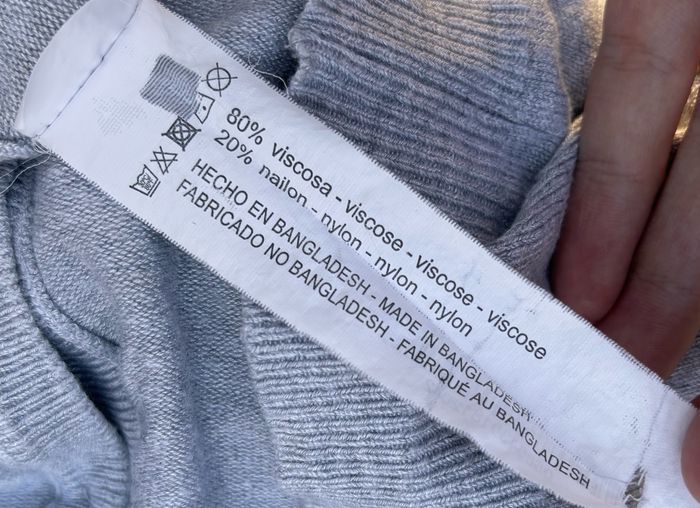 80% viscosa - viscose - viscose - viscose
20% nailon - nylon - nylon - nylon
HECHO EN BANGLADESH - MADE IN BANGLADESH
FABRICADO NO BANGLADESH - FABRIQUÉ AU BANGLADESH